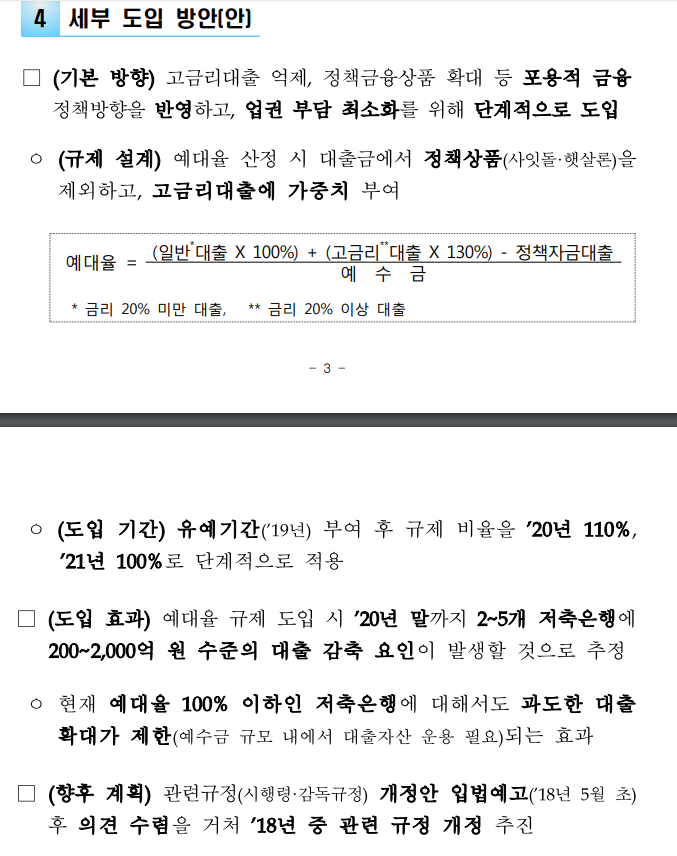 4 세부 도입 방안(안)
□ (기본 방향) 고금리대출 억제, 정책금융상품 확대 등 포용적 금융
정책방향을 반영하고, 업권 부담 최소화를 위해 단계적으로 도입
ㅇ (규제 설계) 예대율 산정 시 대출금에서 정책상품(사잇돌·햇살론)을
제외하고, 고금리대출에 가중치 부여
예대율 = (일반*대출 X 100%) + (고금리**대출 X 130%) - 정책자금대출
예 수 금
* 금리 20% 미만 대출, ** 금리 20% 이상 대출
- 3 -
ㅇ (도입 기간) 유예기간('19년) 부여 후 규제 비율을 '20년 110%,
'21년 100%로 단계적으로 적용
□ (도입 효과) 예대율 규제 도입 시 '20년 말까지 2~5개 저축은행에
200~2,000억 원 수준의 대출 감축 요인이 발생할 것으로 추정
ㅇ 현재 예대율 100% 이하인 저축은행에 대해서도 과도한 대출
확대가 제한(예수금 규모 내에서 대출자산 운용 필요)되는 효과
□ (향후 계획) 관련규정(시행령·감독규정) 개정안 입법예고('18년 5월 초)
후 의견 수렴을 거쳐 '18년 중 관련 규정 개정 추진